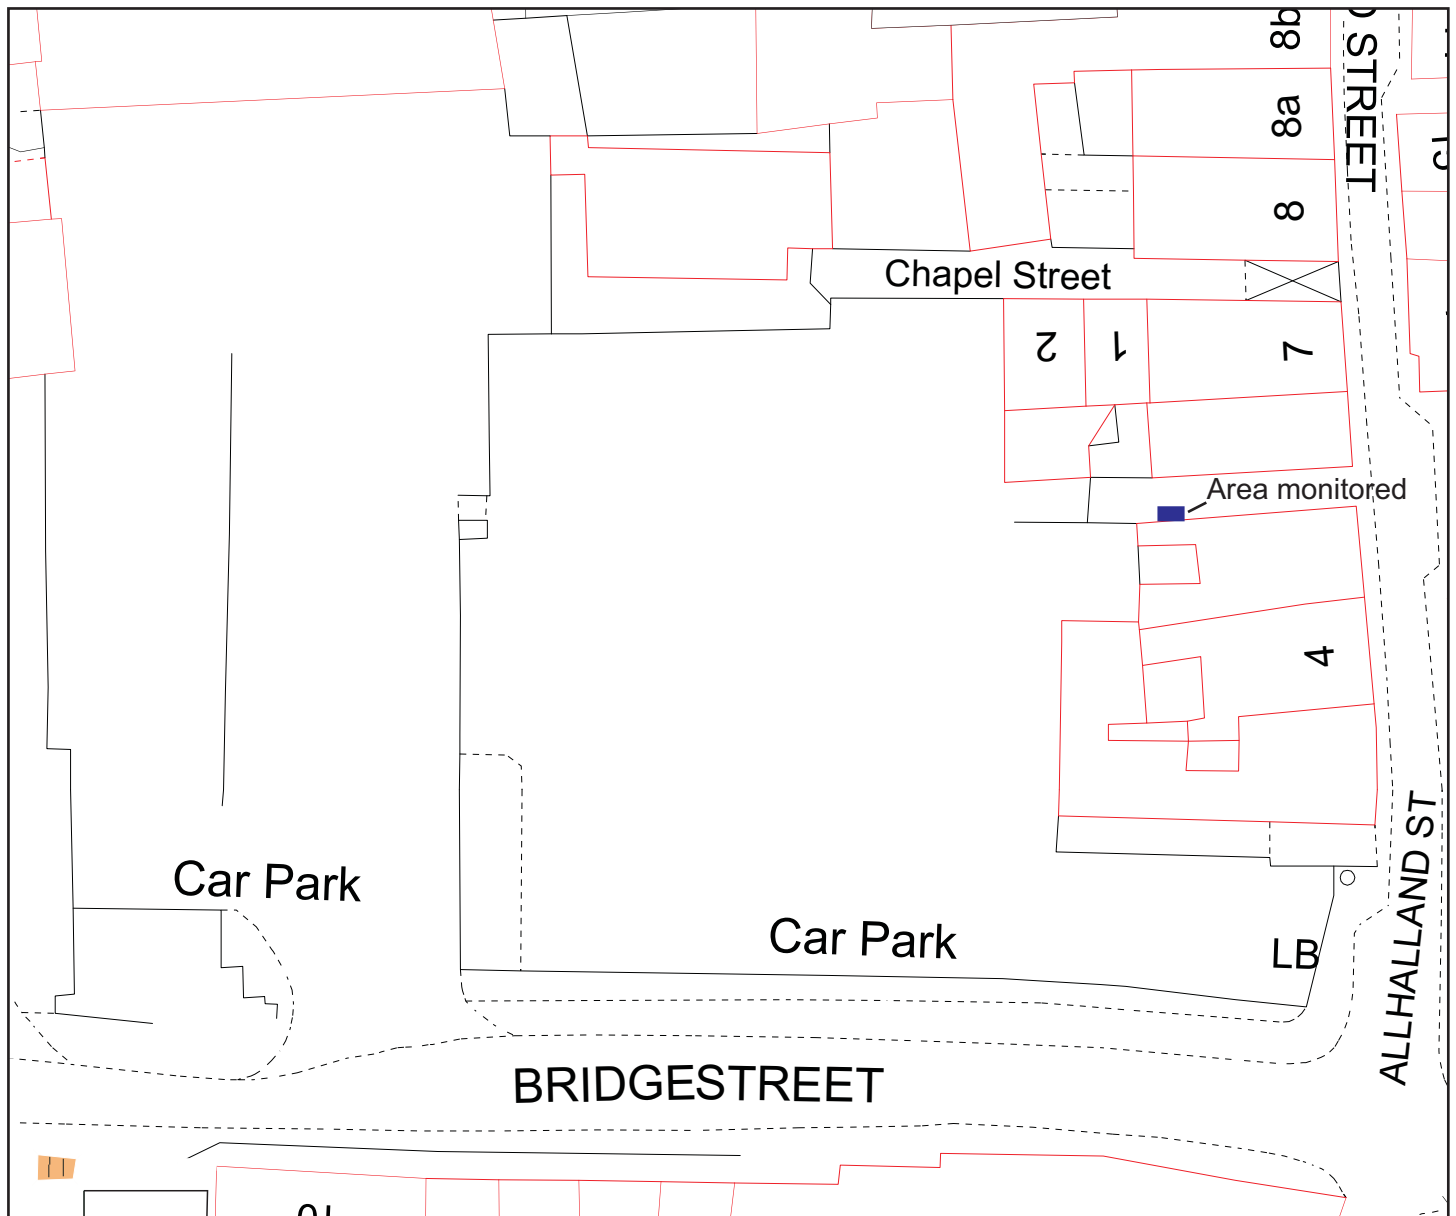 8b
STREET
8a
8
Chapel Street
2
1
7
Area monitored
4
Car Park
Car Park
LB
ALLHALLAND ST
BRIDGESTREET